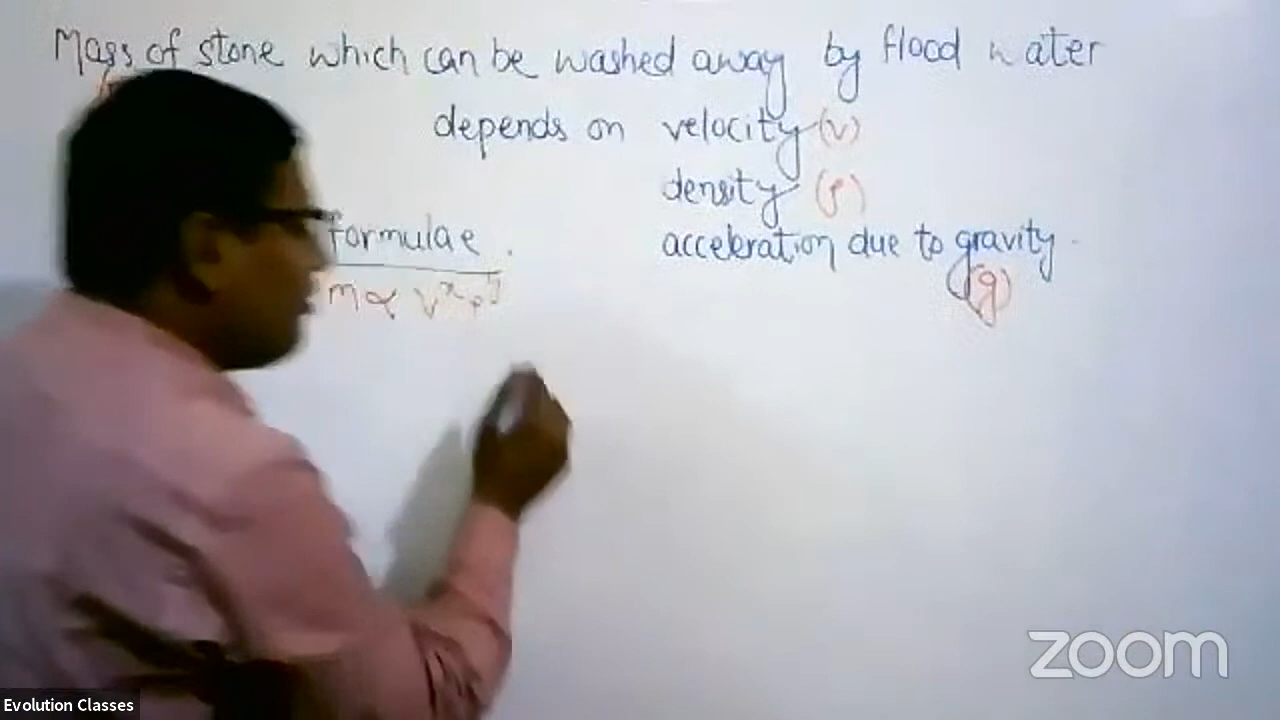 Mass of stone which can be washed away by flood water
depends on velocity (v)
density (ρ)
formulae .
acceleration due to gravity .
(g)
m ∝ v^x ρ^y
zoom
Evolution Classes